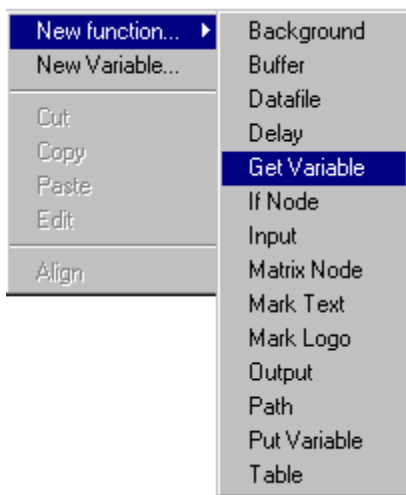 New function...
New Variable...
Cut
Copy
Paste
Edit
Align
Background
Buffer
Datafile
Delay
Get Variable
If Node
Input
Matrix Node
Mark Text
Mark Logo
Output
Path
Put Variable
Table